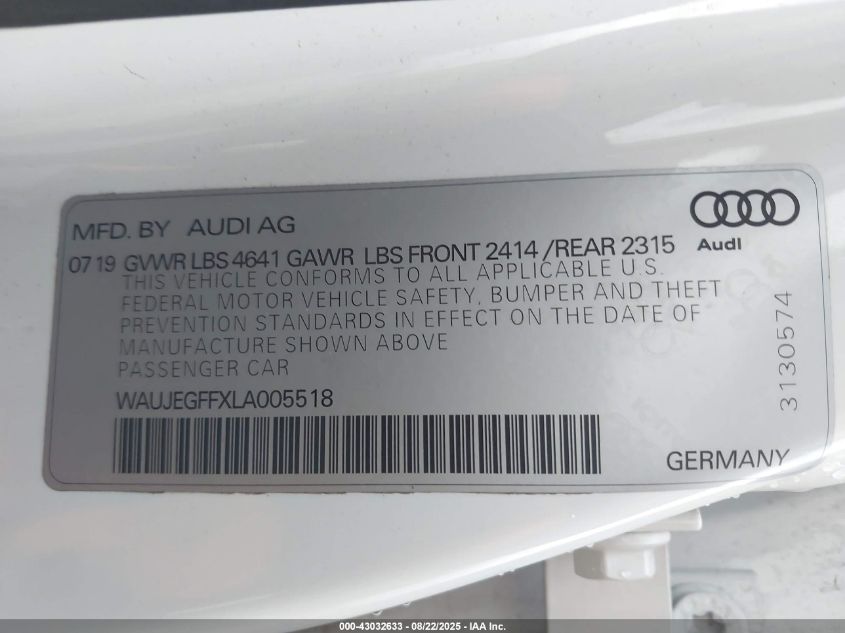 MFD. BY AUDI AG
Audi
07 19 GVWR LBS 4641 GAWR LBS FRONT 2414 /REAR 2315
THIS VEHICLE CONFORMS TO ALL APPLICABLE U.S.
FEDERAL MOTOR VEHICLE SAFETY, BUMPER AND THEFT
PREVENTION STANDARDS IN EFFECT ON THE DATE OF
MANUFACTURE SHOWN ABOVE
PASSENGER CAR
3130574
WAUJEGFFXLA005518
GERMANY
000-43032633 - 08/22/2025 - IAA Inc.